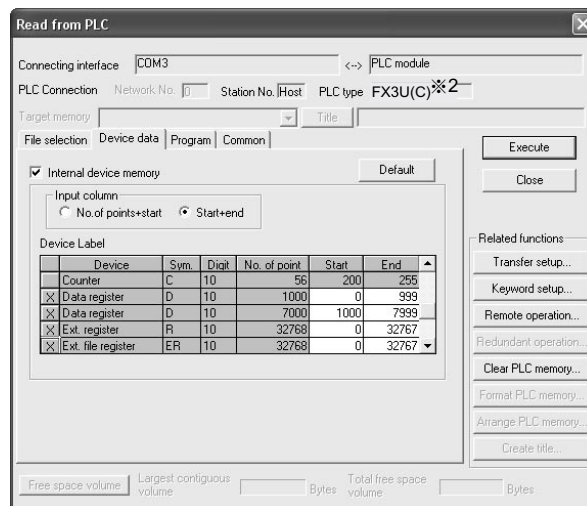 Read from PLC
Connecting interface COM3 <--> PLC module
PLC Connection Network No. 0 Station No. Host PLC type FX3U(C)※2
Target memory Title
File selection Device data Program Common
Execute
Internal device memory Default
Close
Input column
No.of points+start Start+end
Device Label
Device Sym. Digit No. of point Start End
Counter C 10 56 200 255
X Data register D 10 1000 0 999
X Data register D 10 7000 1000 7999
X Ext. register R 10 32768 0 32767
X Ext. file register ER 10 32768 0 32767
Related functions
Transfer setup...
Keyword setup...
Remote operation...
Redundant operation...
Clear PLC memory...
Format PLC memory...
Arrange PLC memory...
Create title...
Free space volume Largest contiguous volume Bytes Total free space volume Bytes